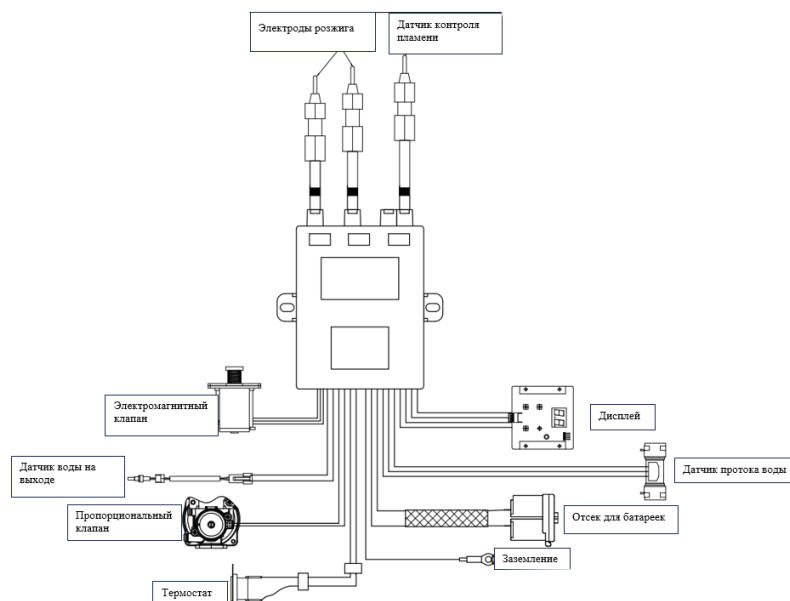 Электроды розжига
Датчик контроля
пламени
Электромагнитный
клапан
Дисплей
Датчик воды на
выходе
Датчик протока воды
Пропорциональный
клапан
Отсек для батареек
Заземление
Термостат